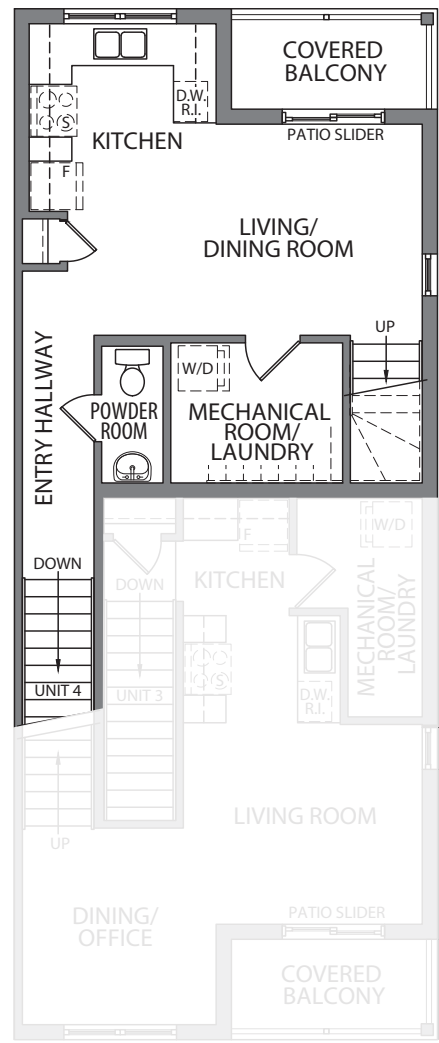 COVERED
BALCONY
D.W.
R.I.
S
KITCHEN
PATIO SLIDER
F
LIVING/
DINING ROOM
ENTRY HALLWAY
UP
W/D
POWDER
ROOM
MECHANICAL
ROOM/
LAUNDRY
DOWN
UNIT 4
F
W/D
KITCHEN
DOWN
MECHANICAL
ROOM/
LAUNDRY
S
UNIT 3
D.W.
R.I.
UP
LIVING ROOM
DINING/
OFFICE
PATIO SLIDER
COVERED
BALCONY